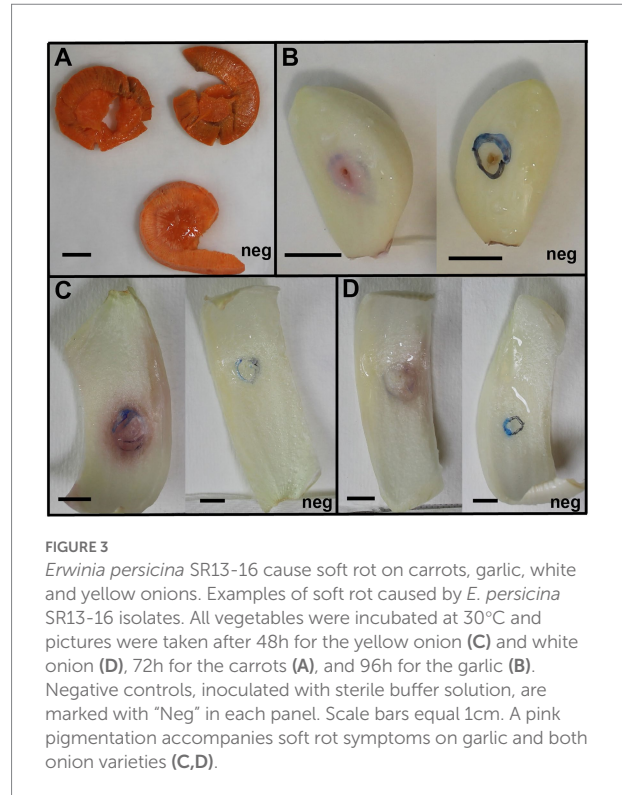 A
B
neg
neg
C
D
neg
neg
FIGURE 3
Erwinia persicina SR13-16 cause soft rot on carrots, garlic, white
and yellow onions. Examples of soft rot caused by E. persicina
SR13-16 isolates. All vegetables were incubated at 30°C and
pictures were taken after 48h for the yellow onion (C) and white
onion (D), 72h for the carrots (A), and 96h for the garlic (B).
Negative controls, inoculated with sterile buffer solution, are
marked with “Neg” in each panel. Scale bars equal 1cm. A pink
pigmentation accompanies soft rot symptoms on garlic and both
onion varieties (C,D).